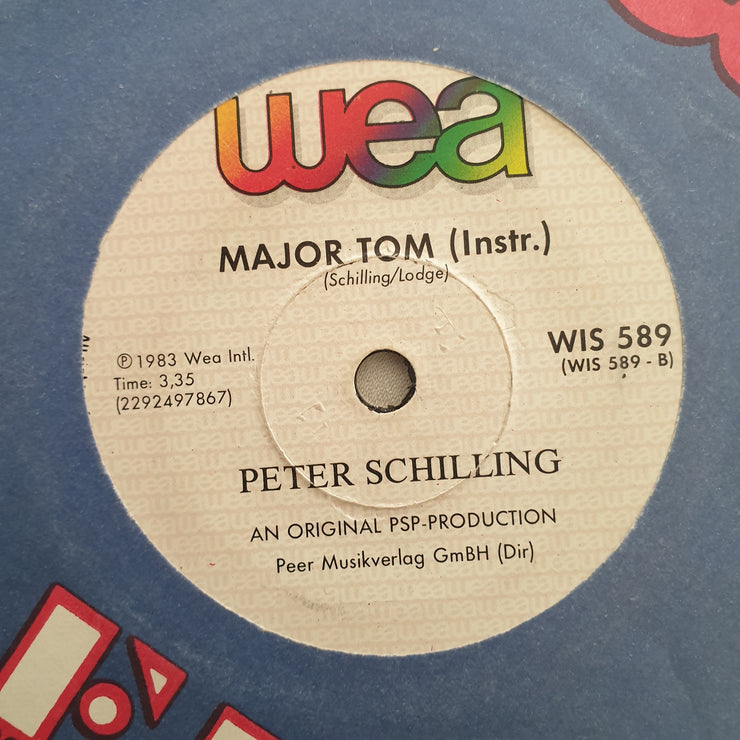 wea
MAJOR TOM (Instr.)
(Schilling/Lodge)
℗ 1983 Wea Intl.
Time: 3,35
(2292497867)
WIS 589
(WIS 589 - B)
PETER SCHILLING
AN ORIGINAL PSP-PRODUCTION
Peer Musikverlag GmBH (Dir)